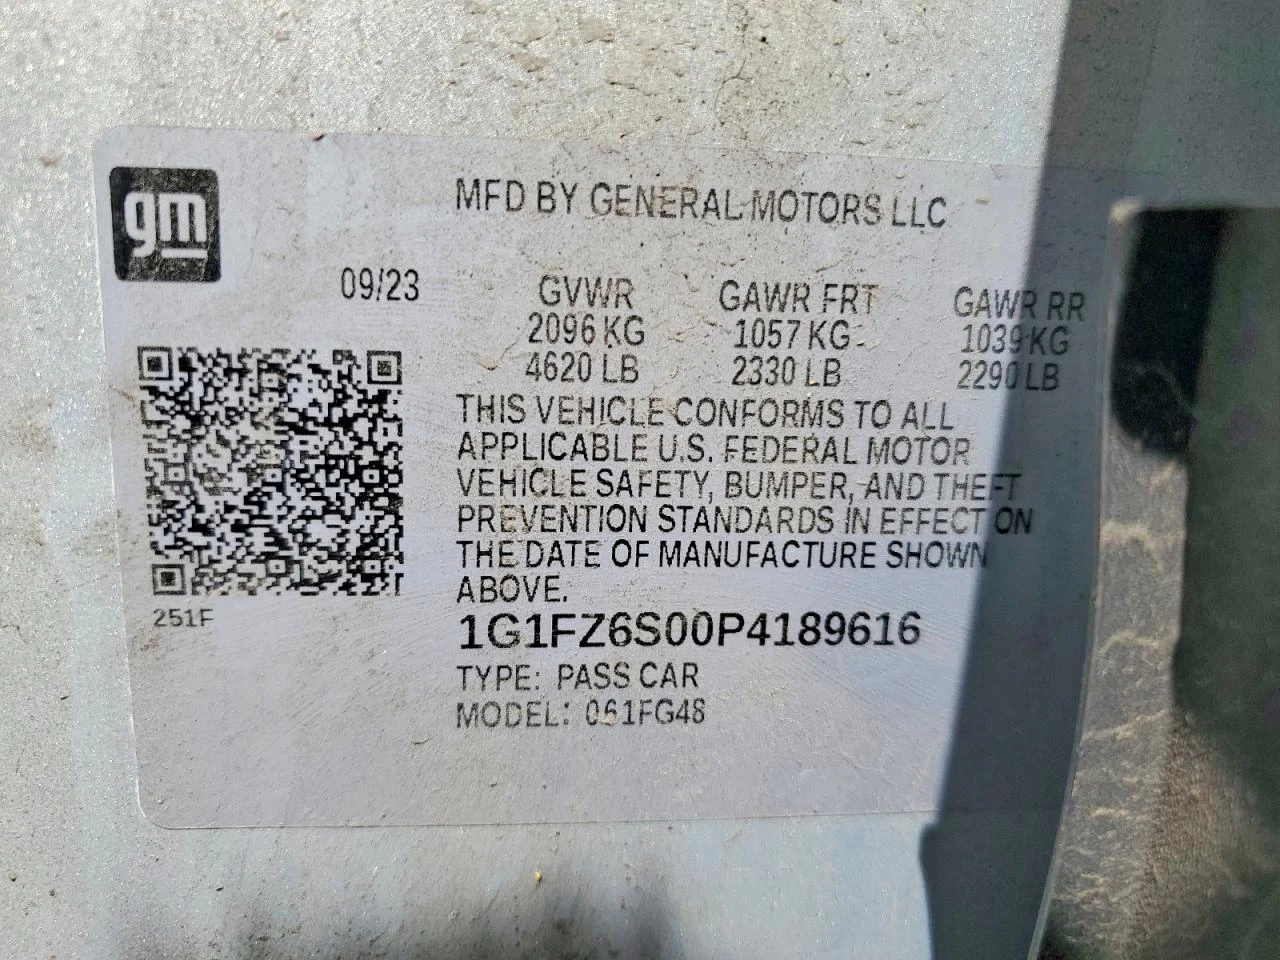 gm
MFD BY GENERAL MOTORS LLC
09/23 GVWR GAWR FRT GAWR RR
2096 KG 1057 KG 1039 KG
4620 LB 2330 LB 2290 LB
THIS VEHICLE CONFORMS TO ALL
APPLICABLE U.S. FEDERAL MOTOR
VEHICLE SAFETY, BUMPER, AND THEFT
PREVENTION STANDARDS IN EFFECT ON
THE DATE OF MANUFACTURE SHOWN
ABOVE.
251F
1G1FZ6S00P4189616
TYPE: PASS CAR
MODEL: 061FG48